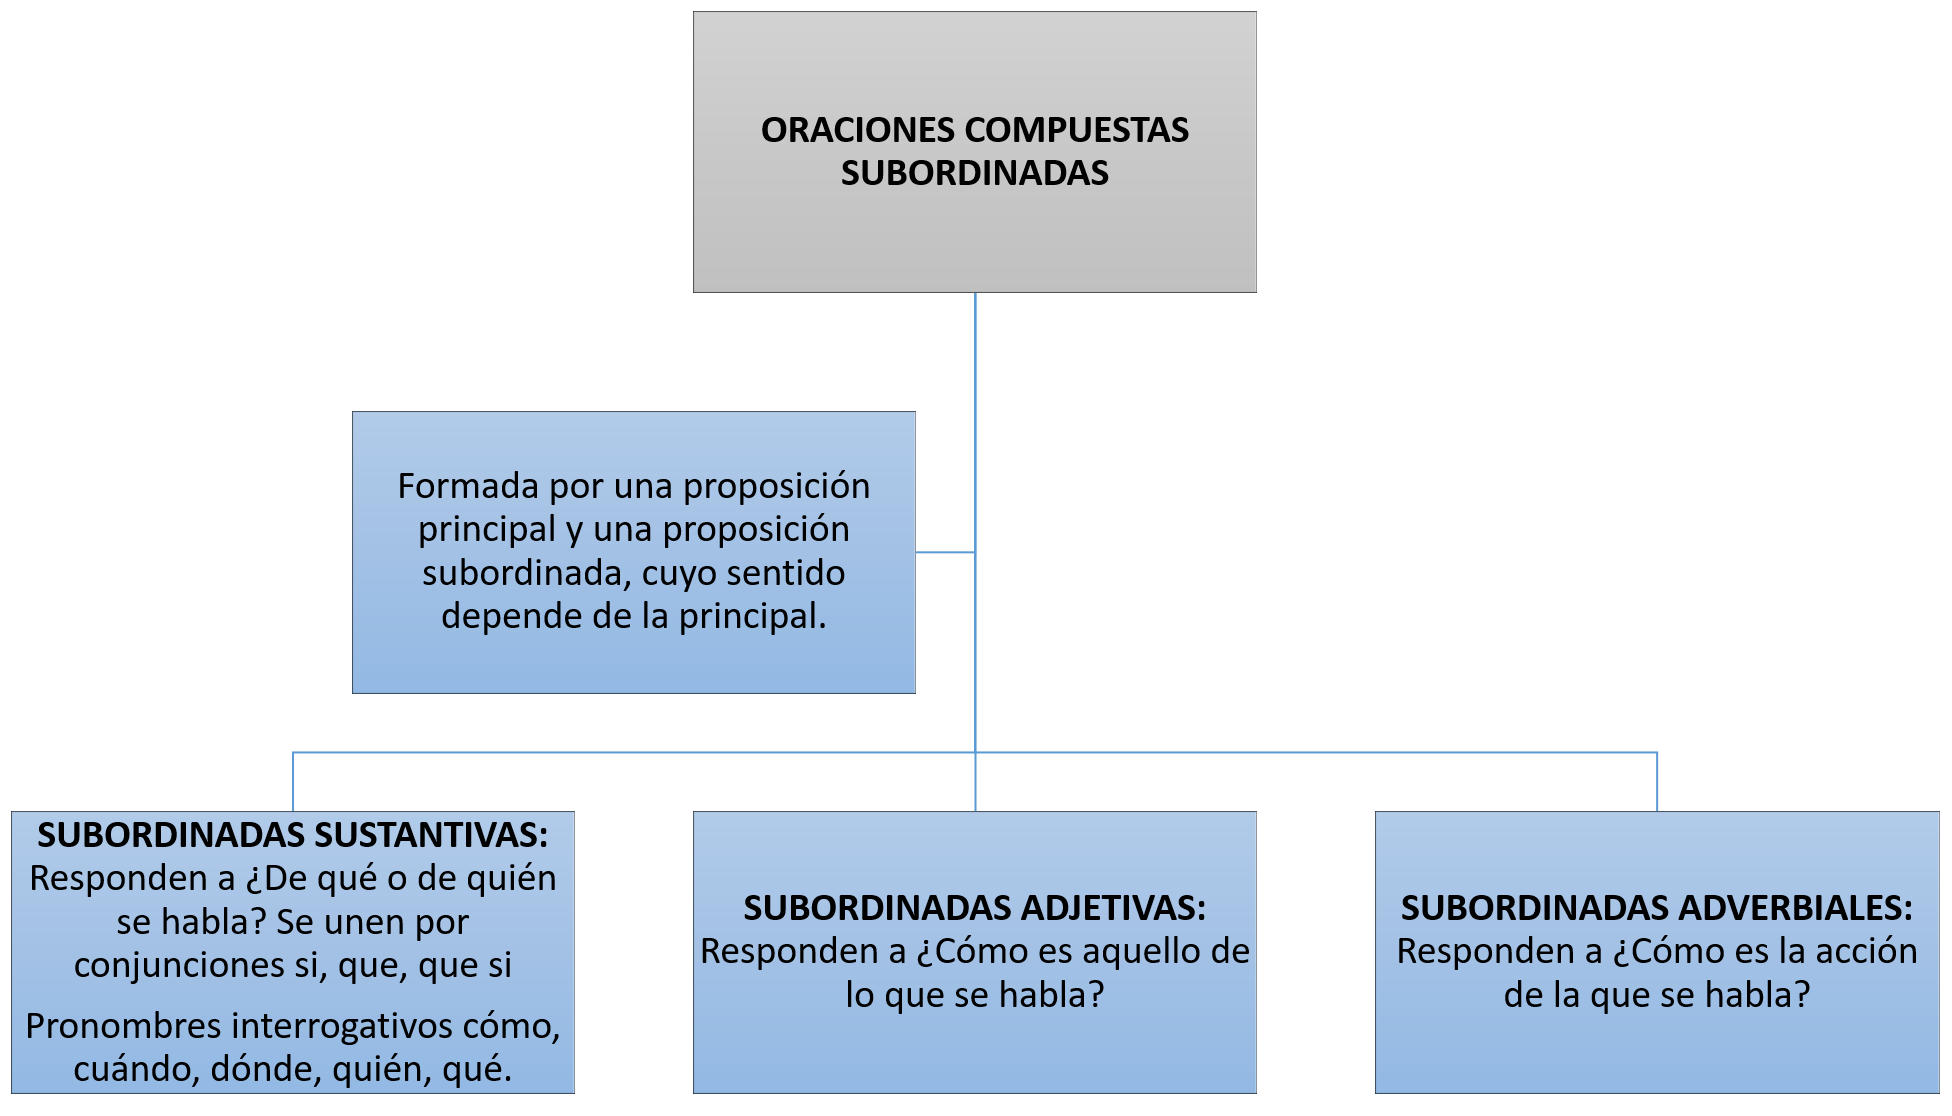 ORACIONES COMPUESTAS
SUBORDINADAS
Formada por una proposición
principal y una proposición
subordinada, cuyo sentido
depende de la principal.
SUBORDINADAS SUSTANTIVAS:
Responden a ¿De qué o de quién
se habla? Se unen por
conjunciones si, que, que si
Pronombres interrogativos cómo,
cuándo, dónde, quién, qué.
SUBORDINADAS ADJETIVAS:
Responden a ¿Cómo es aquello de
lo que se habla?
SUBORDINADAS ADVERBIALES:
Responden a ¿Cómo es la acción
de la que se habla?